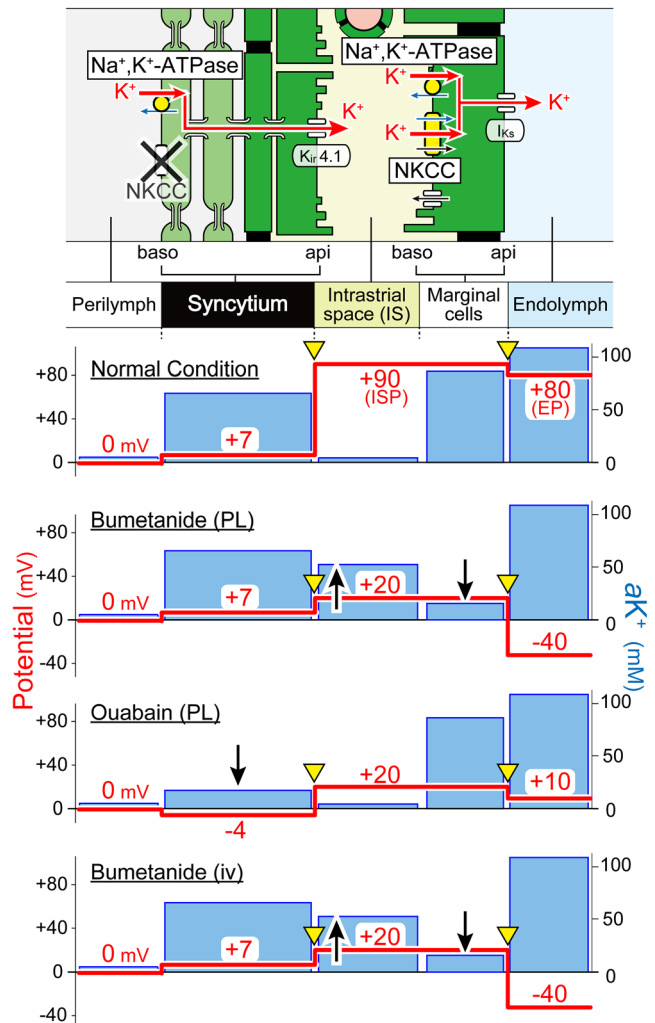 Na⁺,K⁺-ATPase
Na⁺,K⁺-ATPase
K⁺
K⁺
K⁺
K⁺
K⁺
Kir 4.1
IKs
NKCC
NKCC
baso
api
baso
api
Perilymph
Syncytium
Intrastrial
space (IS)
Marginal
cells
Endolymph
Potential (mV)
aK⁺ (mM)
Normal Condition
+80
+40
0
0 mV
+7
+90
(ISP)
+80
(EP)
100
50
0
Bumetanide (PL)
+80
+40
0
-40
0 mV
+7
+20
-40
100
50
0
Ouabain (PL)
+80
+40
0
0 mV
-4
+20
+10
100
50
0
Bumetanide (iv)
+80
+40
0
-40
0 mV
+7
+20
-40
100
50
0